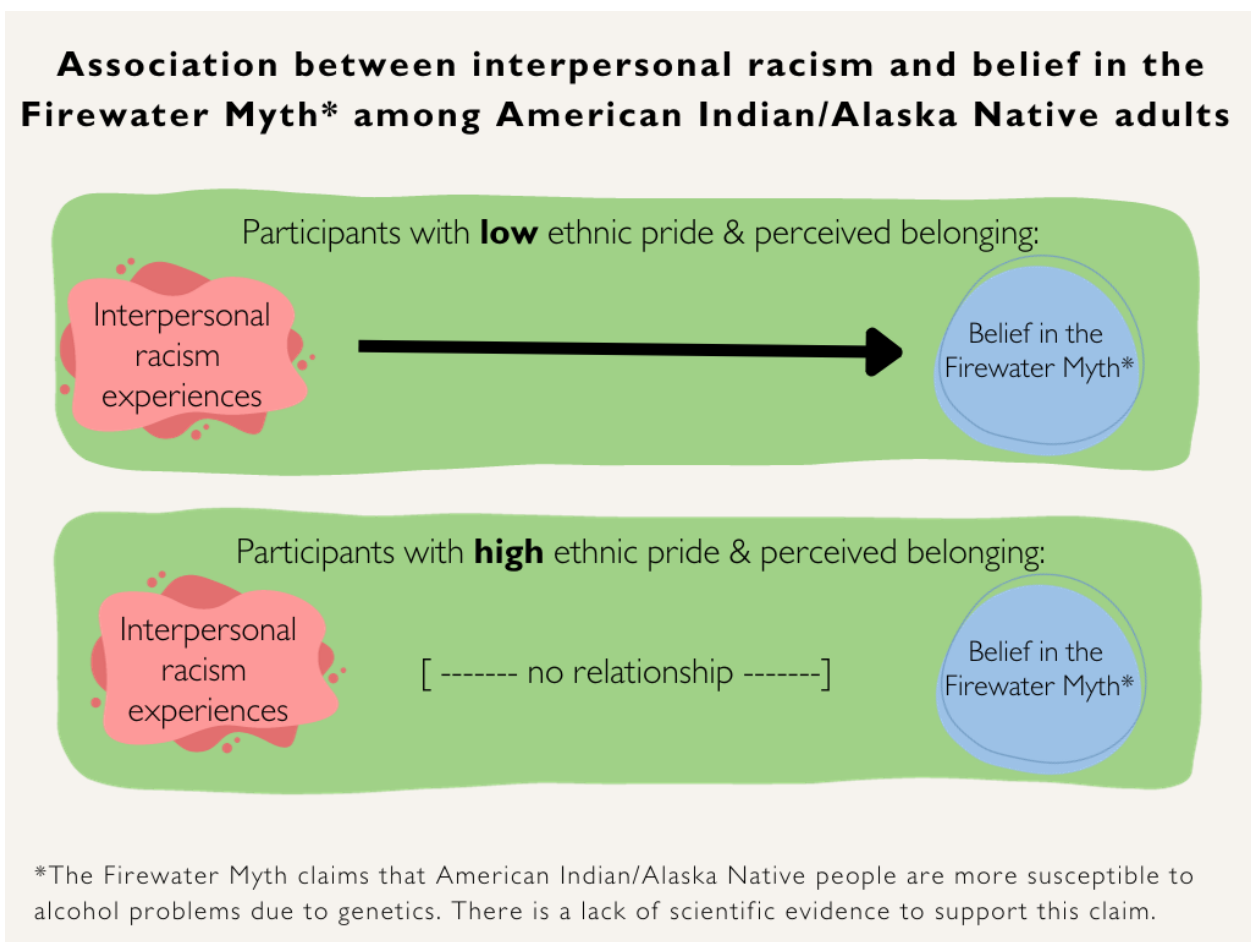 Association between interpersonal racism and belief in the
Firewater Myth* among American Indian/Alaska Native adults
Participants with low ethnic pride & perceived belonging:
Interpersonal
racism
experiences
Belief in the
Firewater Myth*
Participants with high ethnic pride & perceived belonging:
Interpersonal
racism
experiences
[ ------- no relationship -------]
Belief in the
Firewater Myth*
*The Firewater Myth claims that American Indian/Alaska Native people are more susceptible to
alcohol problems due to genetics. There is a lack of scientific evidence to support this claim.